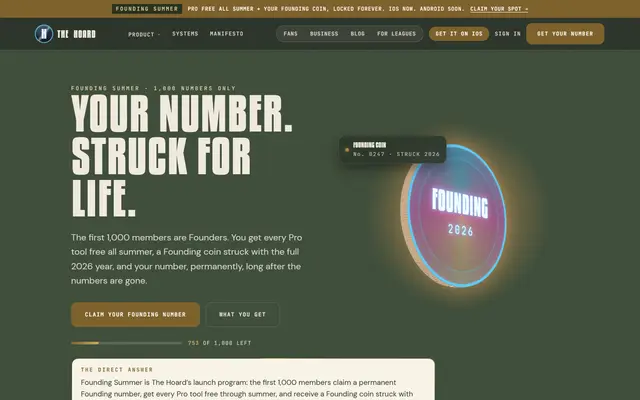 FOUNDING SUMMER PRO FREE ALL SUMMER + YOUR FOUNDING COIN, LOCKED FOREVER. IOS NOW. ANDROID SOON. CLAIM YOUR SPOT →
H THE HOARD PRODUCT SYSTEMS MANIFESTO FANS BUSINESS BLOG FOR LEAGUES GET IT ON IOS SIGN IN GET YOUR NUMBER
FOUNDING SUMMER · 1,000 NUMBERS ONLY
YOUR NUMBER.
STRUCK FOR
LIFE.
FOUNDING COIN
No. 0247 · STRUCK 2026
FOUNDING
2026
The first 1,000 members are Founders. You get every Pro
tool free all summer, a Founding coin struck with the full
2026 year, and your number, permanently, long after the
numbers are gone.
CLAIM YOUR FOUNDING NUMBER WHAT YOU GET
753 OF 1,000 LEFT
THE DIRECT ANSWER
Founding Summer is The Hoard's launch program: the first 1,000 members claim a permanent
Founding number, get every Pro tool free through summer, and receive a Founding coin struck with